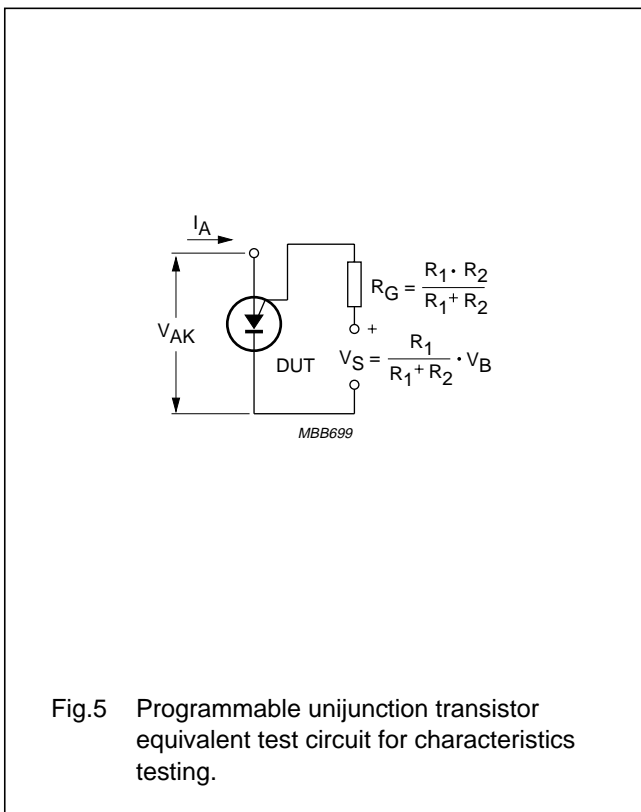 I_A
V_AK
DUT
R_G = R_1 · R_2 / R_1 + R_2
+
V_S = R_1 / R_1 + R_2 · V_B
MBB699
Fig.5 Programmable unijunction transistor
equivalent test circuit for characteristics
testing.